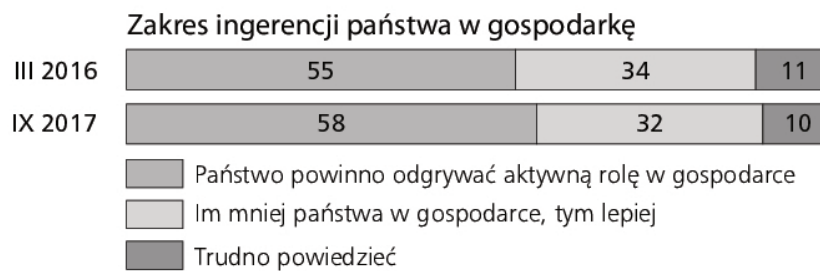 Zakres ingerencji państwa w gospodarkę
III 2016 55 34 11
IX 2017 58 32 10
Państwo powinno odgrywać aktywną rolę w gospodarce
Im mniej państwa w gospodarce, tym lepiej
Trudno powiedzieć